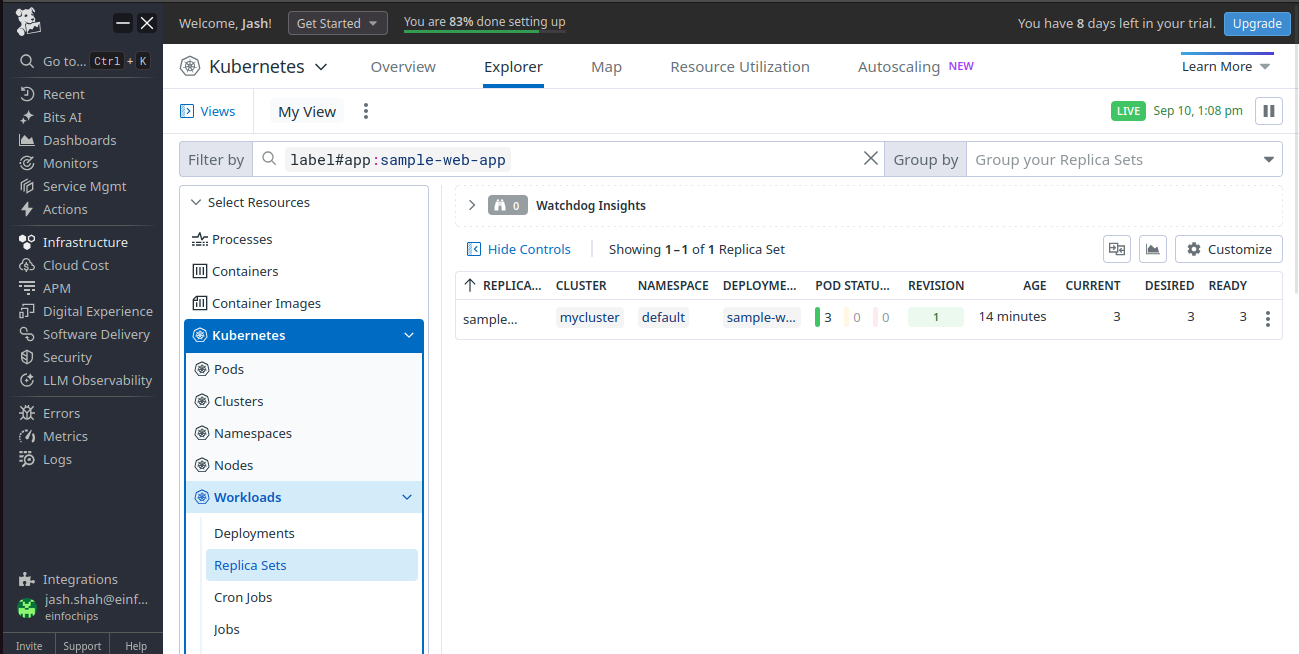 Welcome, Jash!
Get Started
You are 83% done setting up
You have 8 days left in your trial.
Upgrade
Go to... Ctrl + K
Recent
Bits AI
Dashboards
Monitors
Service Mgmt
Actions
Infrastructure
Cloud Cost
APM
Digital Experience
Software Delivery
Security
LLM Observability
Errors
Metrics
Logs
Integrations
jash.shah@einf...
einfochips
Invite Support Help
Kubernetes Overview Explorer Map Resource Utilization Autoscaling NEW Learn More
Views My View LIVE Sep 10, 1:08 pm
Filter by label#app:sample-web-app Group by Group your Replica Sets
Select Resources
Processes
Containers
Container Images
Kubernetes
Pods
Clusters
Namespaces
Nodes
Workloads
Deployments
Replica Sets
Cron Jobs
Jobs
0 Watchdog Insights
Hide Controls Showing 1–1 of 1 Replica Set Customize
REPLICA... CLUSTER NAMESPACE DEPLOYME... POD STATU... REVISION AGE CURRENT DESIRED READY
sample... mycluster default sample-w... 3 0 0 1 14 minutes 3 3 3